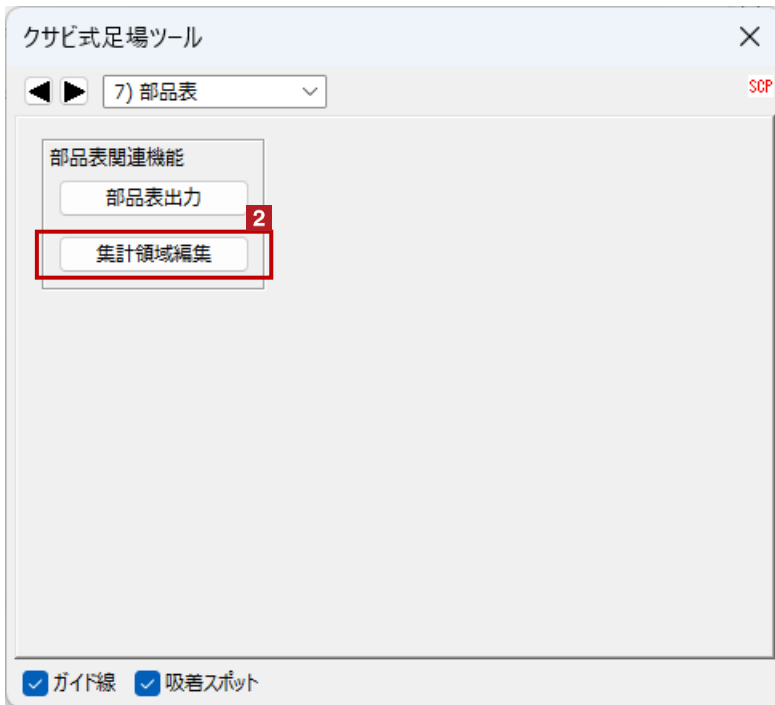 クサビ式足場ツール
7) 部品表
SCP
部品表関連機能
部品表出力
2
集計領域編集
ガイド線 吸着スポット